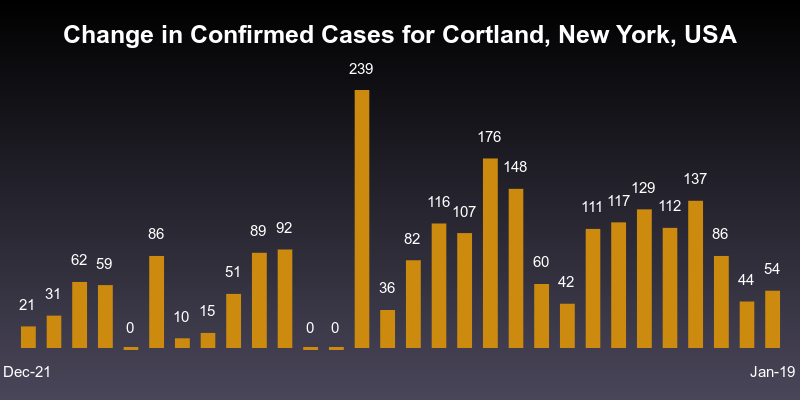 Change in Confirmed Cases for Cortland, New York, USA
21 31 62 59 0 86 10 15 51 89 92 0 0 239 36 82 116 107 176 148 60 42 111 117 129 112 137 86 44 54
Dec-21 Jan-19